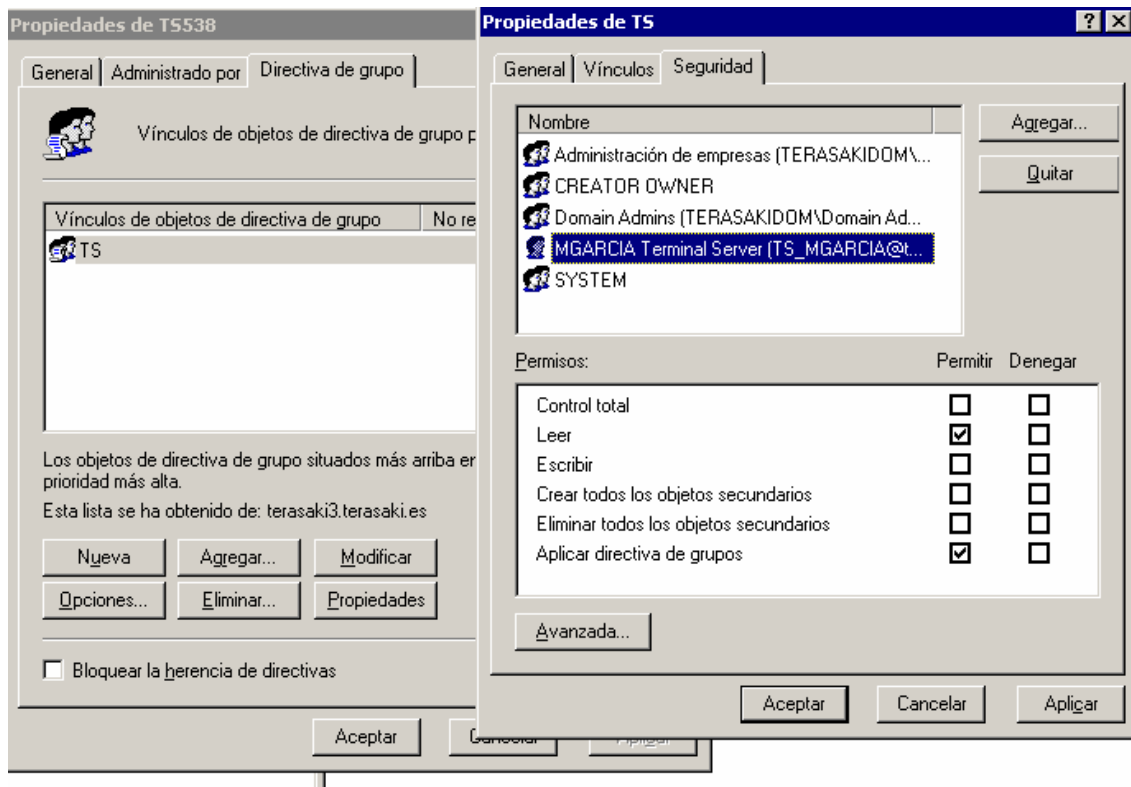 Propiedades de TS538
General Administrado por Directiva de grupo
Vínculos de objetos de directiva de grupo p
Vínculos de objetos de directiva de grupo No re
TS
Los objetos de directiva de grupo situados más arriba en
prioridad más alta.
Esta lista se ha obtenido de: terasaki3.terasaki.es
Nueva Agregar... Modificar
Opciones... Eliminar... Propiedades
Bloquear la herencia de directivas
Aceptar Cancelar Aplicar
Propiedades de TS
General Vínculos Seguridad
Nombre
Administración de empresas (TERASAKIDOM\...
CREATOR OWNER
Domain Admins (TERASAKIDOM\Domain Ad...
MGARCIA Terminal Server (TS_MGARCIA@t...
SYSTEM
Agregar...
Quitar
Permisos: Permitir Denegar
Control total
Leer
Escribir
Crear todos los objetos secundarios
Eliminar todos los objetos secundarios
Aplicar directiva de grupos
Avanzada...
Aceptar Cancelar Aplicar